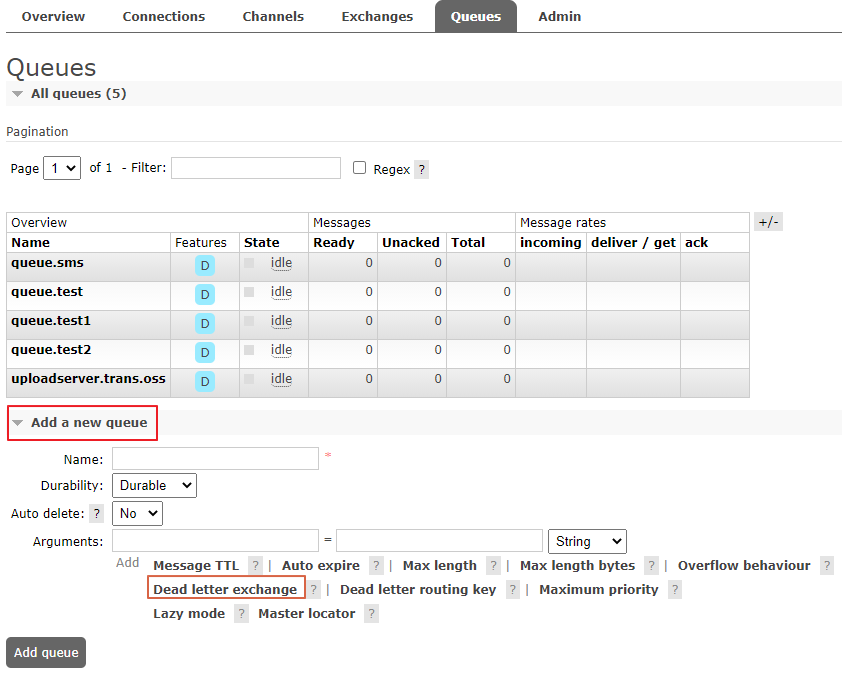 Overview Connections Channels Exchanges Queues Admin
Queues
All queues (5)
Pagination
Page 1 of 1 - Filter: Regex ?
Overview Messages Message rates +/-
Name Features State Ready Unacked Total incoming deliver / get ack
queue.sms D idle 0 0 0
queue.test D idle 0 0 0
queue.test1 D idle 0 0 0
queue.test2 D idle 0 0 0
uploadserver.trans.oss D idle 0 0 0
Add a new queue
Name: *
Durability: Durable
Auto delete: ? No
Arguments: = String
Add Message TTL ? | Auto expire ? | Max length ? | Max length bytes ? | Overflow behaviour ?
Dead letter exchange ? | Dead letter routing key ? | Maximum priority ?
Lazy mode ? Master locator ?
Add queue